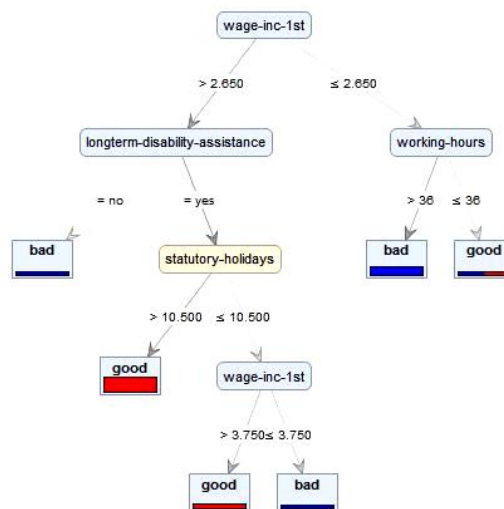 wage-inc-1st
> 2.650 ≤ 2.650
longterm-disability-assistance working-hours
= no = yes > 36 ≤ 36
bad statutory-holidays bad good
> 10.500 ≤ 10.500
good wage-inc-1st
> 3.750 ≤ 3.750
good bad